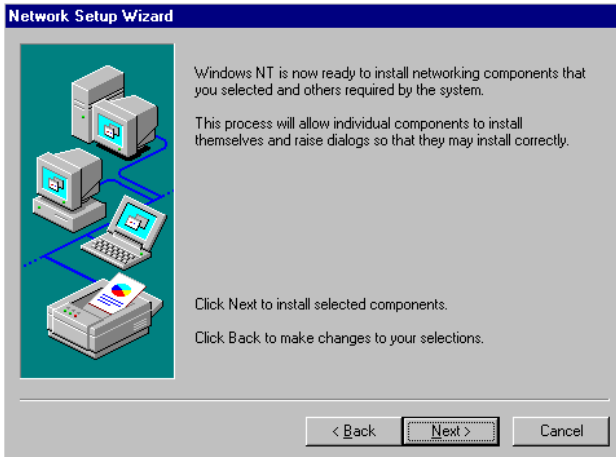 Network Setup Wizard
Windows NT is now ready to install networking components that
you selected and others required by the system.
This process will allow individual components to install
themselves and raise dialogs so that they may install correctly.
Click Next to install selected components.
Click Back to make changes to your selections.
< Back
Next >
Cancel